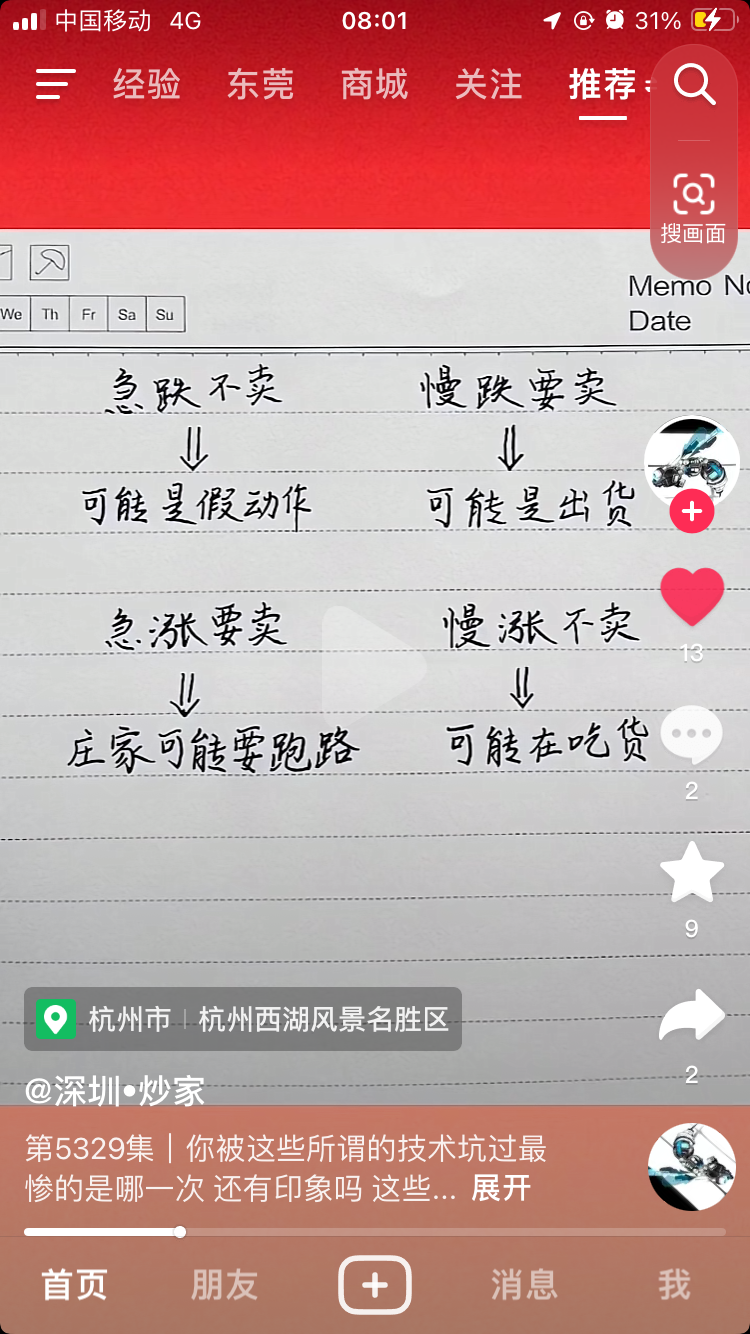 中国移动 4G 08:01 31%
经验 东莞 商城 关注 推荐
搜画面
We Th Fr Sa Su
Memo No
Date
急跌不卖 慢跌要卖
可能是假动作 可能是出货
急涨要卖 慢涨不卖
庄家可能要跑路 可能在吃货
13
2
9
杭州市 | 杭州西湖风景名胜区
2
@深圳•炒家
第5329集｜你被这些所谓的技术坑过最
惨的是哪一次 还有印象吗 这些... 展开
首页 朋友 消息 我